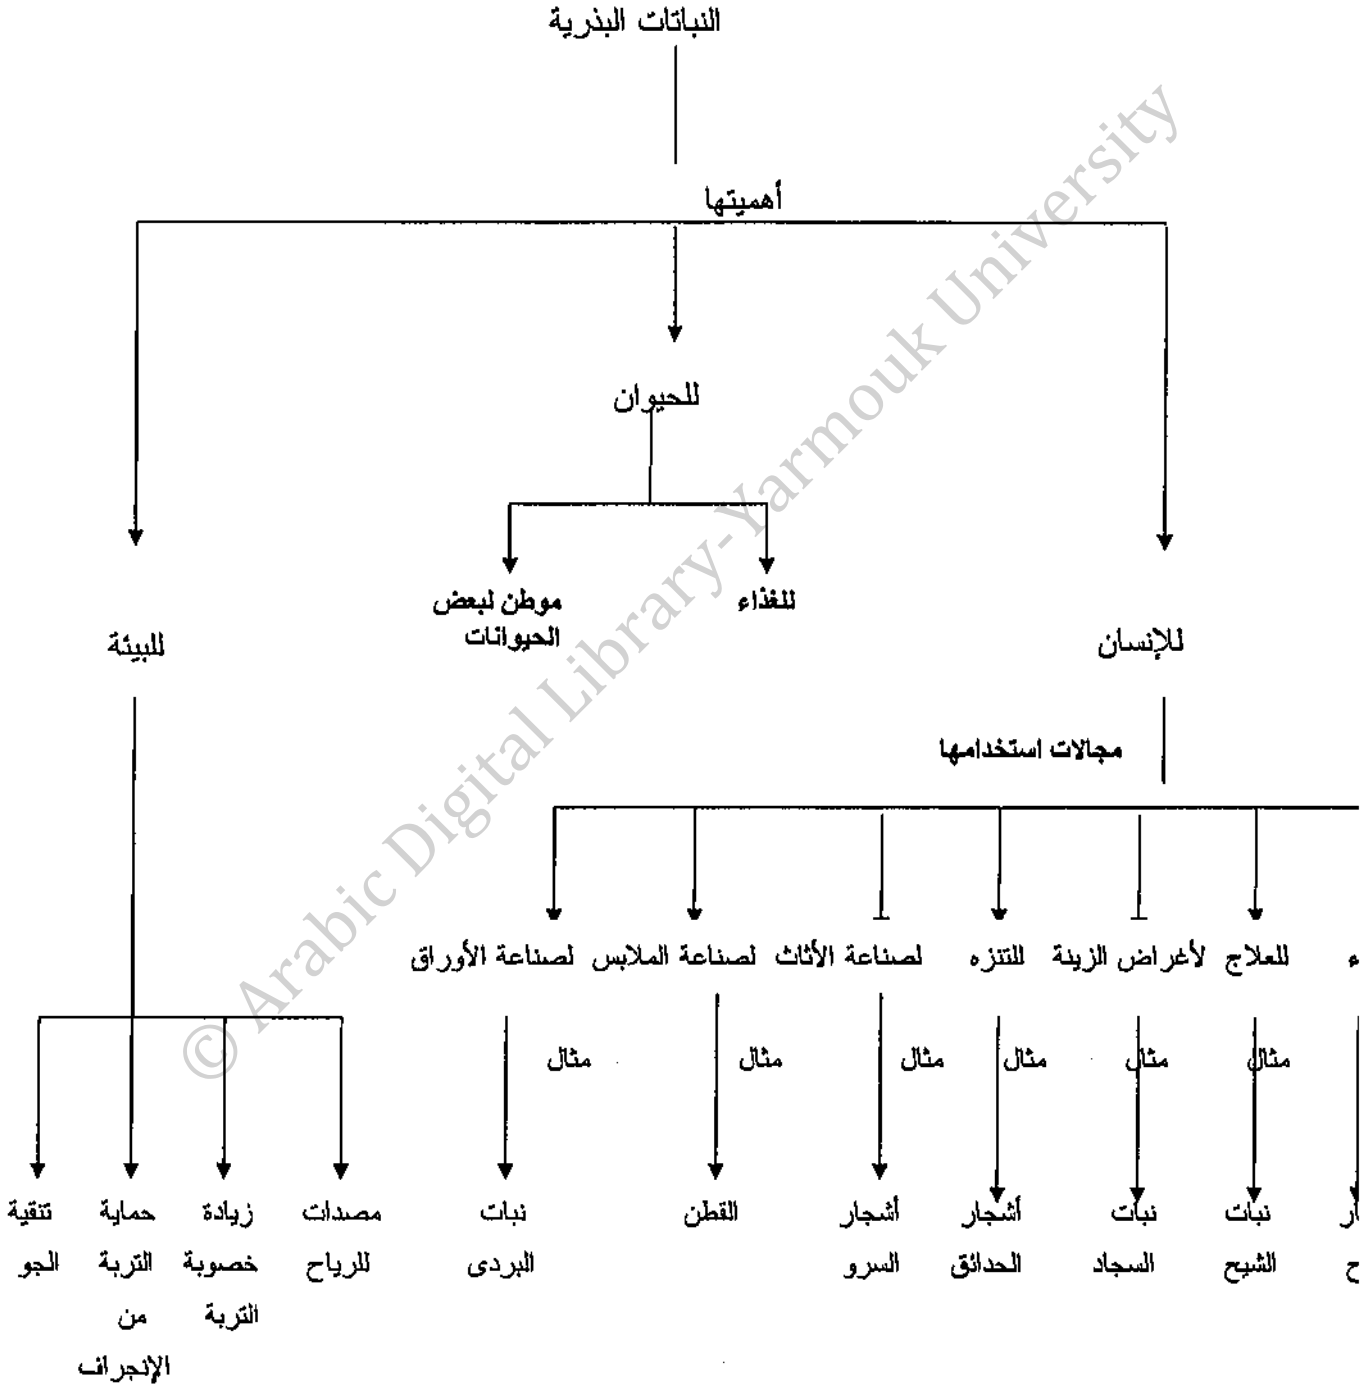 النباتات البذرية
أهميتها
للحيوان
للغذاء
موطن لبعض
الحيوانات
للإنسان
للبيئة
مجالات استخدامها
للعلاج
لأغراض الزينة
للتنزه
لصناعة الأثاث
لصناعة الملابس
لصناعة الأوراق
مثال
مثال
مثال
مثال
مثال
مثال
نبات
الشيح
نبات
السجاد
أشجار
الحدائق
أشجار
السرو
القطن
نبات
البردى
مصدات
للرياح
زيادة
خصوبة
التربة
حماية
التربة
من
الإنجراف
تنقية
الجو
© Arabic Digital Library-Yarmouk University